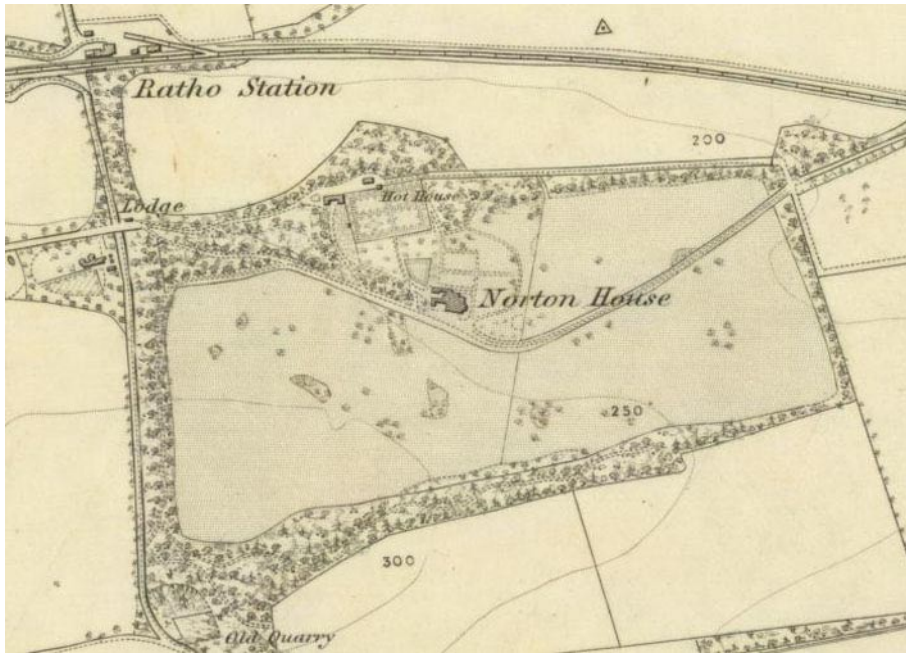 Ratho Station
200
Lodge
Hot House
Norton House
250
300
Old Quarry